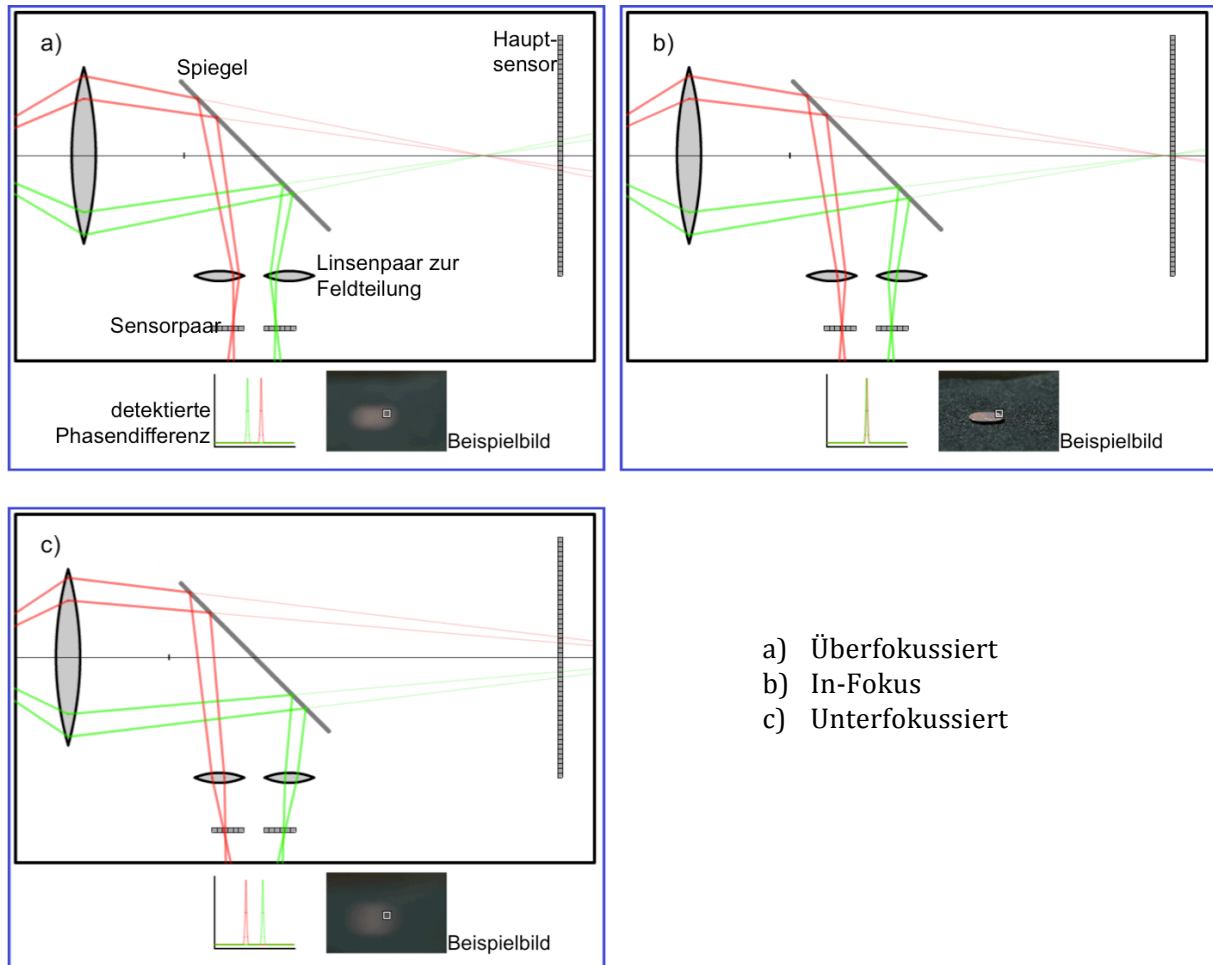 a)
Haupt-
sensor
Spiegel
Linsenpaar zur
Feldteilung
Sensorpaar
detektierte
Phasendifferenz
Beispielbild
b)
Beispielbild
c)
Beispielbild
a) Überfokussiert
b) In-Fokus
c) Unterfokussiert